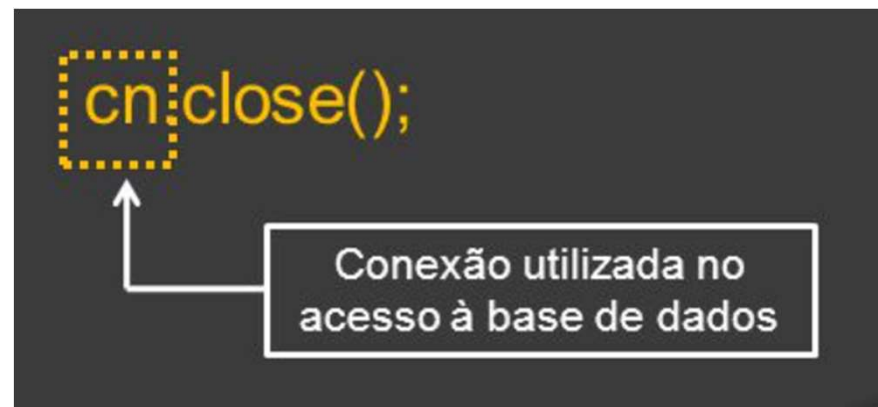 cn.close();
Conexão utilizada no
acesso à base de dados